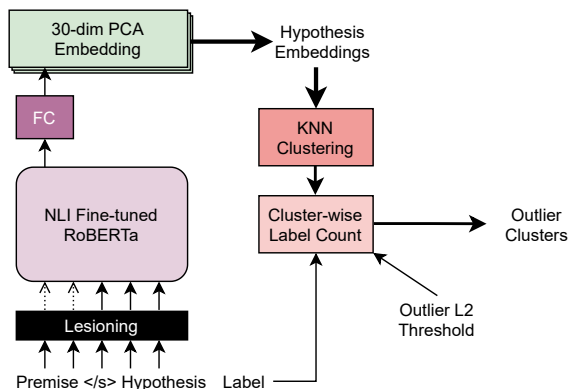 30-dim PCA
Embedding
Hypothesis
Embeddings
FC
KNN
Clustering
NLI Fine-tuned
RoBERTa
Cluster-wise
Label Count
Outlier
Clusters
Lesioning
Outlier L2
Threshold
Premise </s> Hypothesis
Label